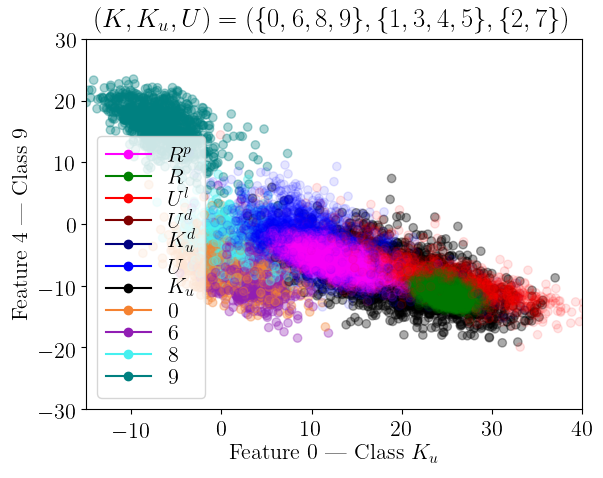 (K, K_u, U) = ({0, 6, 8, 9}, {1, 3, 4, 5}, {2, 7})
30
20
10
0
−10
−20
−30
Feature 4 — Class 9
R^p
R
U^l
U^d
K_u^d
U
K_u
0
6
8
9
−10
0
10
20
30
40
Feature 0 — Class K_u